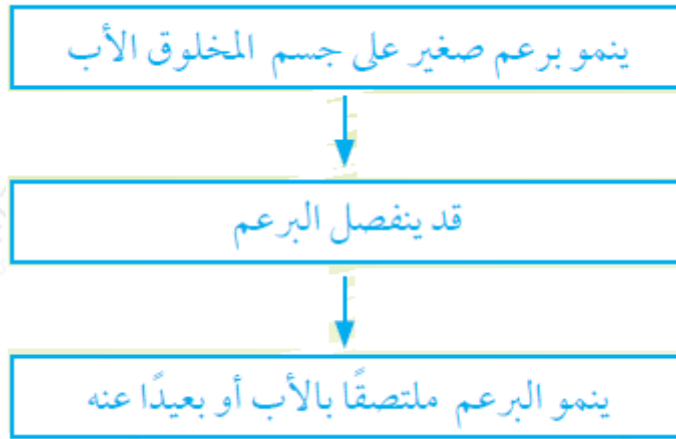 ينمو برعم صغير على جسم المخلوق الأب
قد ينفصل البرعم
ينمو البرعم ملتصقًا بالأب أو بعيدًا عنه